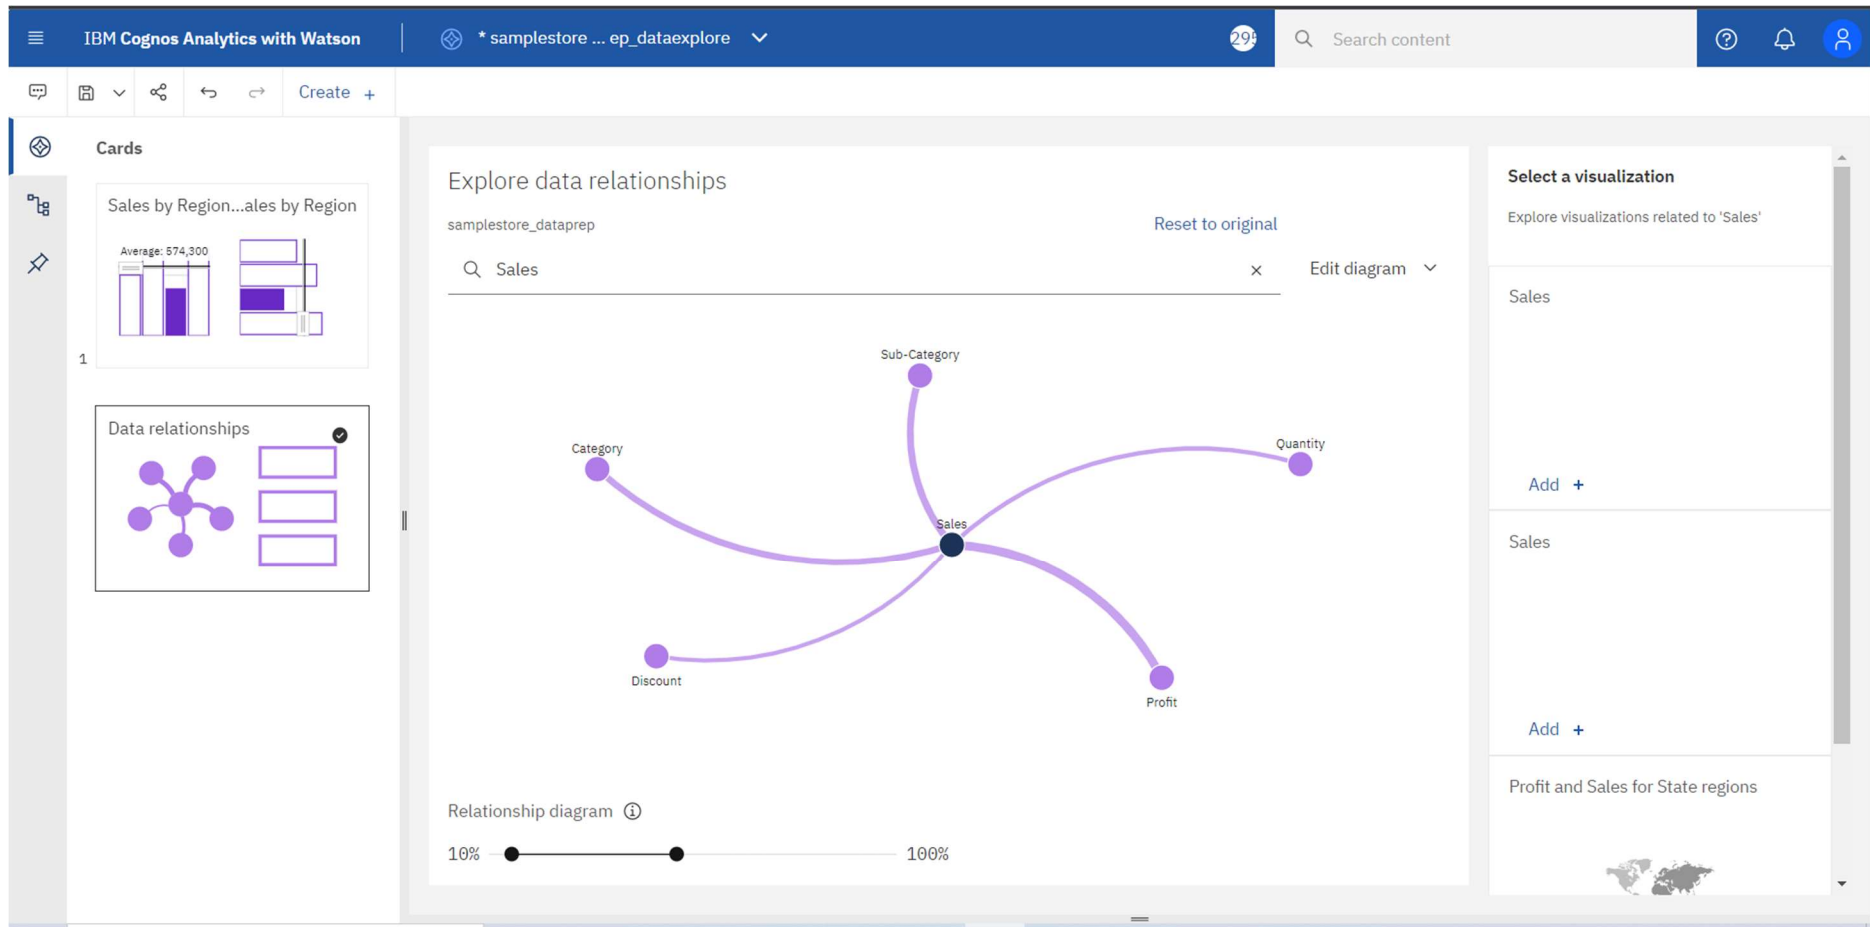 IBM Cognos Analytics with Watson
* samplestore ... ep_dataexplore
295
Search content
Create +
Cards
Sales by Region...ales by Region
Average: 574,300
1
Data relationships
Explore data relationships
samplestore_dataprep
Reset to original
Sales
Edit diagram
Sub-Category
Category
Quantity
Sales
Discount
Profit
Relationship diagram
10%
100%
Select a visualization
Explore visualizations related to 'Sales'
Sales
Add +
Sales
Add +
Profit and Sales for State regions